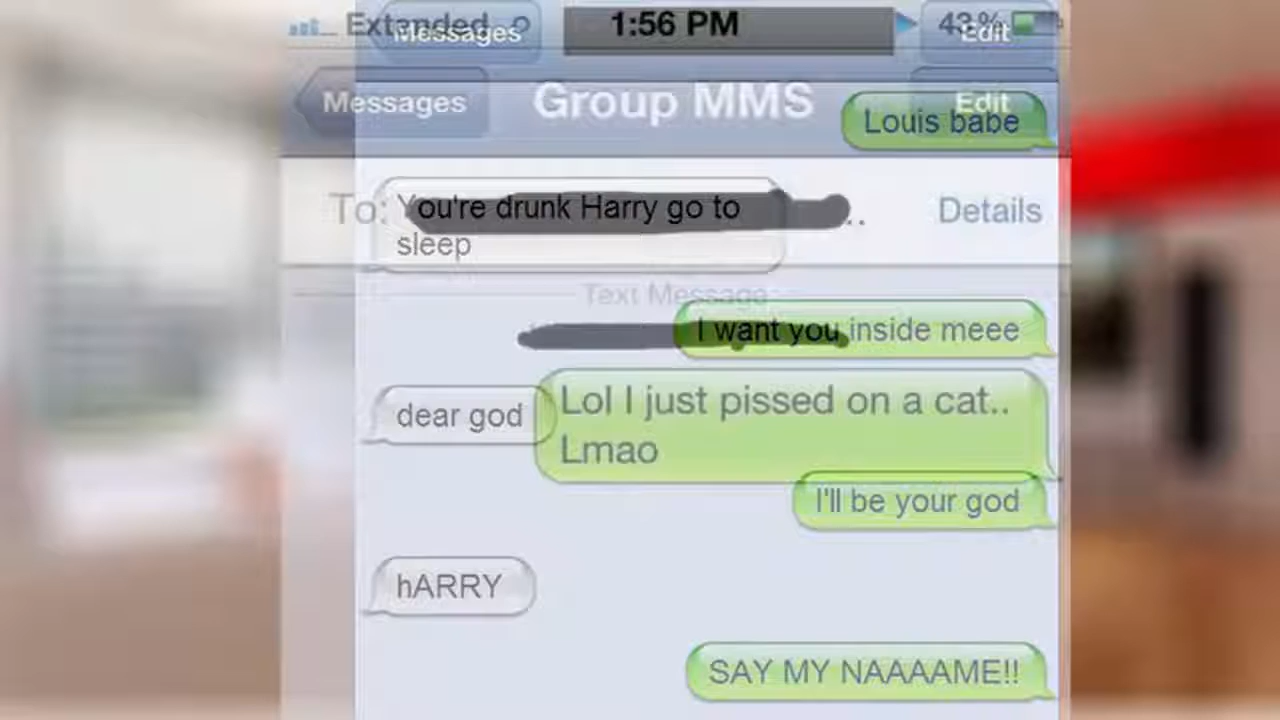 Extanded
1:56 PM
43%
Messages
Edit
Messages
Group MMS
Edit
Louis babe
To:
..
Details
You're drunk Harry go to
sleep
Text Message
I want you inside meee
Lol I just pissed on a cat..
Lmao
dear god
I'll be your god
hARRY
SAY MY NAAAAME!!